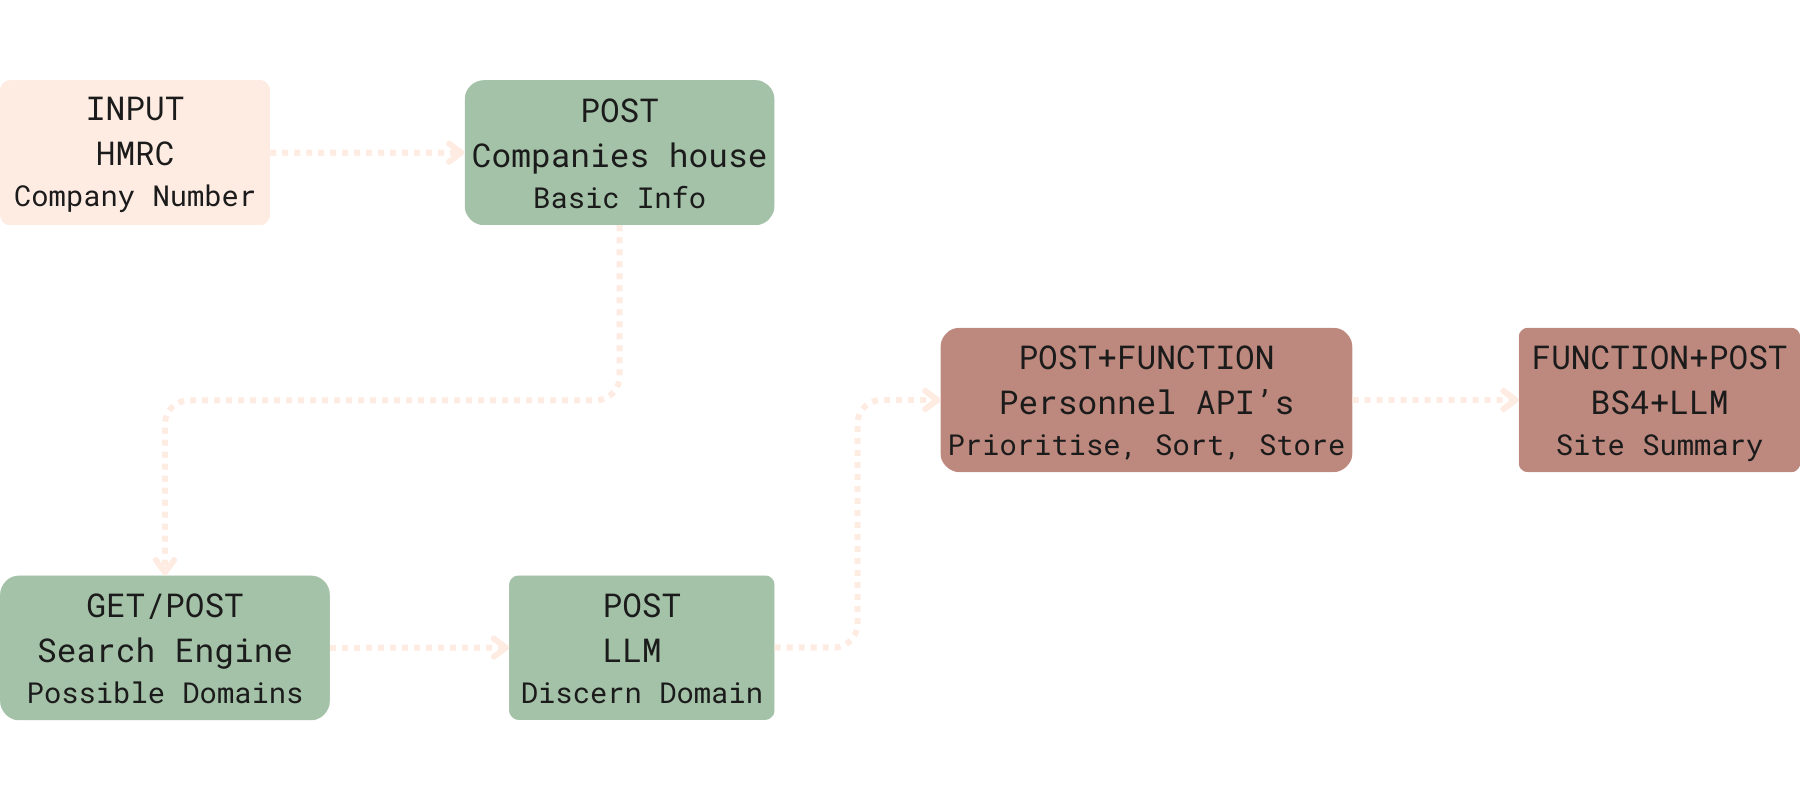 INPUT
HMRC
Company Number
POST
Companies house
Basic Info
GET/POST
Search Engine
Possible Domains
POST
LLM
Discern Domain
POST+FUNCTION
Personnel API’s
Prioritise, Sort, Store
FUNCTION+POST
BS4+LLM
Site Summary